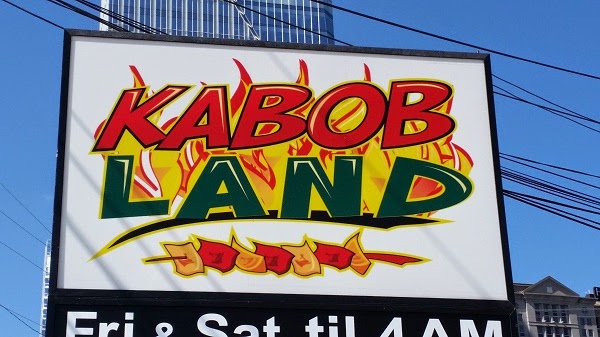 KABOB
LAND
Fri & Sat til 4AM